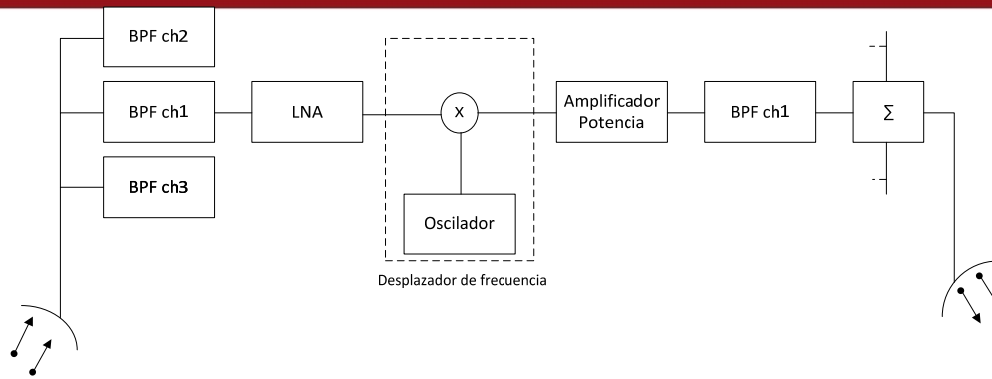 BPF ch2
BPF ch1
LNA
X
Amplificador
Potencia
BPF ch1
Σ
BPF ch3
Oscilador
Desplazador de frecuencia